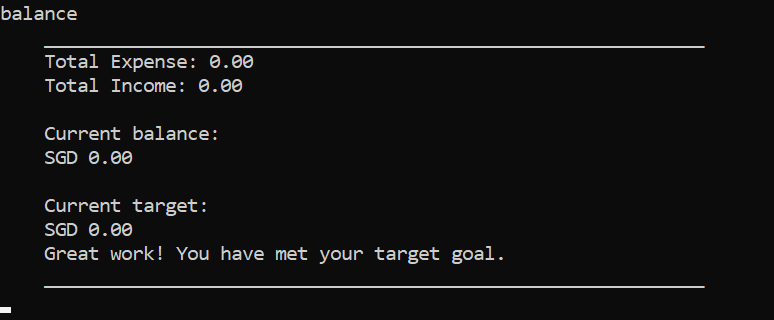 balance
Total Expense: 0.00
Total Income: 0.00
Current balance:
SGD 0.00
Current target:
SGD 0.00
Great work! You have met your target goal.